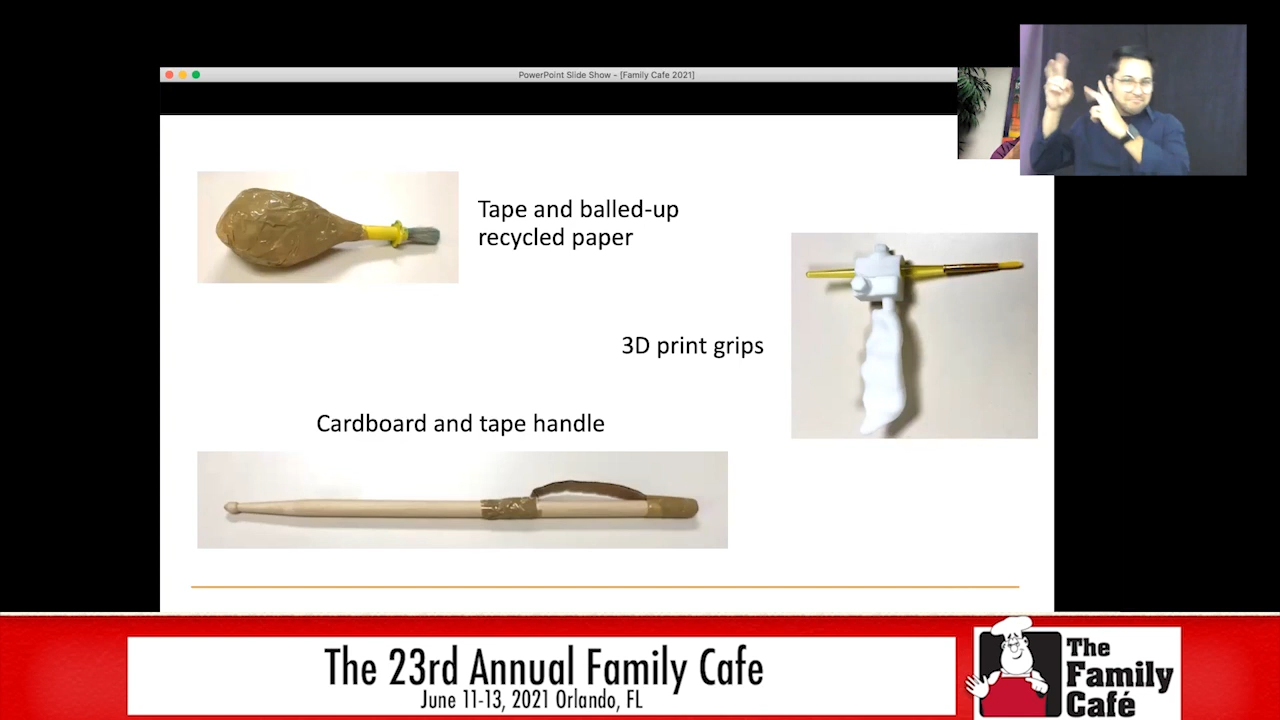 PowerPoint Slide Show - [Family Cafe 2021]
Tape and balled-up
recycled paper
3D print grips
Cardboard and tape handle
The 23rd Annual Family Cafe
June 11-13, 2021 Orlando, FL
The
Family
Café